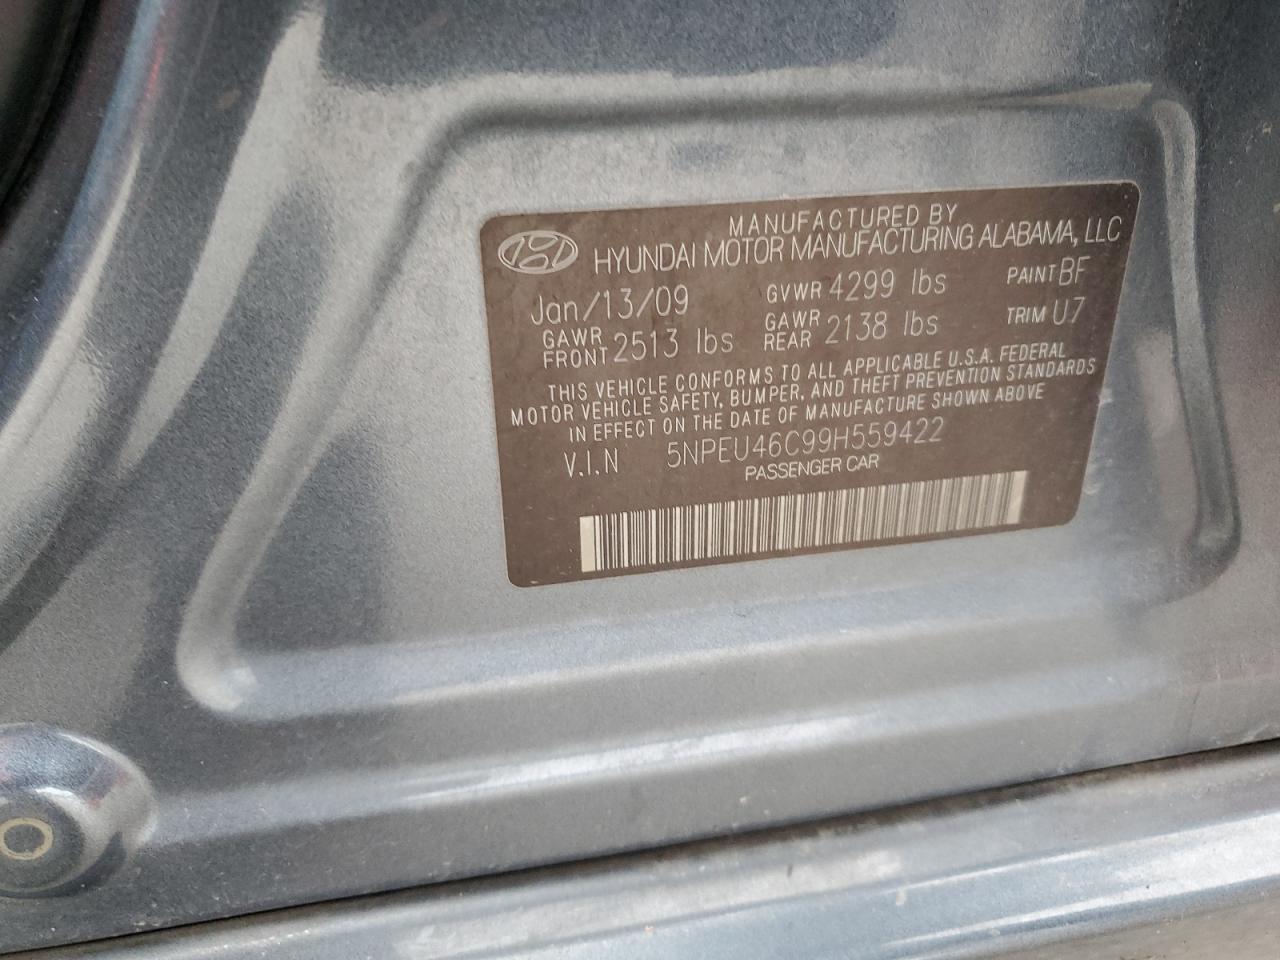 MANUFACTURED BY
HYUNDAI MOTOR MANUFACTURING ALABAMA, LLC
Jan/13/09 GVWR 4299 lbs PAINT BF
GAWR FRONT 2513 lbs GAWR REAR 2138 lbs TRIM U7
THIS VEHICLE CONFORMS TO ALL APPLICABLE U.S.A. FEDERAL
MOTOR VEHICLE SAFETY, BUMPER, AND THEFT PREVENTION STANDARDS
IN EFFECT ON THE DATE OF MANUFACTURE SHOWN ABOVE
V.I.N 5NPEU46C99H559422
PASSENGER CAR